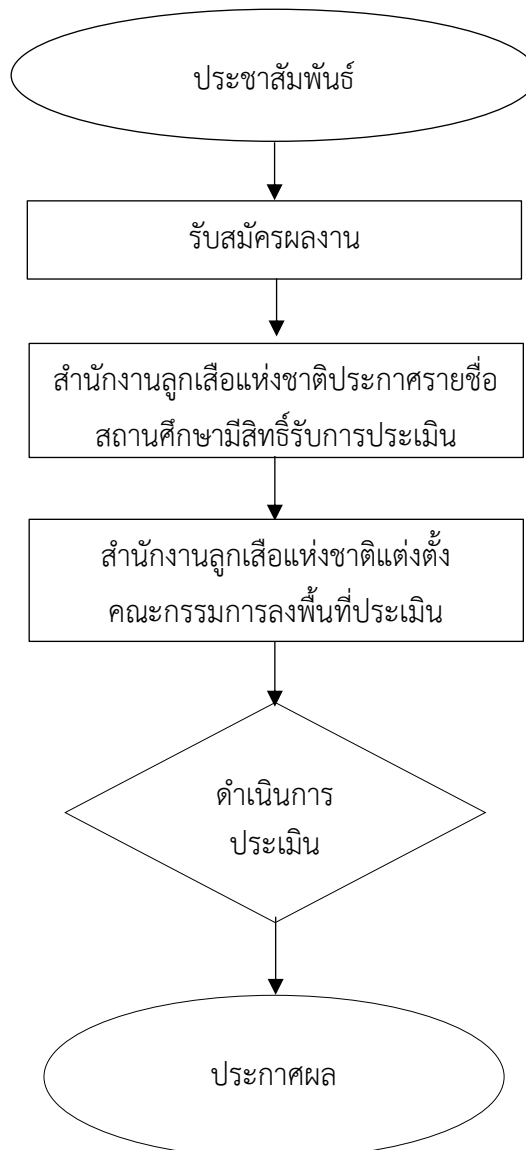 ประชาสัมพันธ์
รับสมัครผลงาน
สำนักงานลูกเสือแห่งชาติประกาศรายชื่อ
สถานศึกษามีสิทธิ์รับการประเมิน
สำนักงานลูกเสือแห่งชาติแต่งตั้ง
คณะกรรมการลงพื้นที่ประเมิน
ดำเนินการ
ประเมิน
ประกาศผล